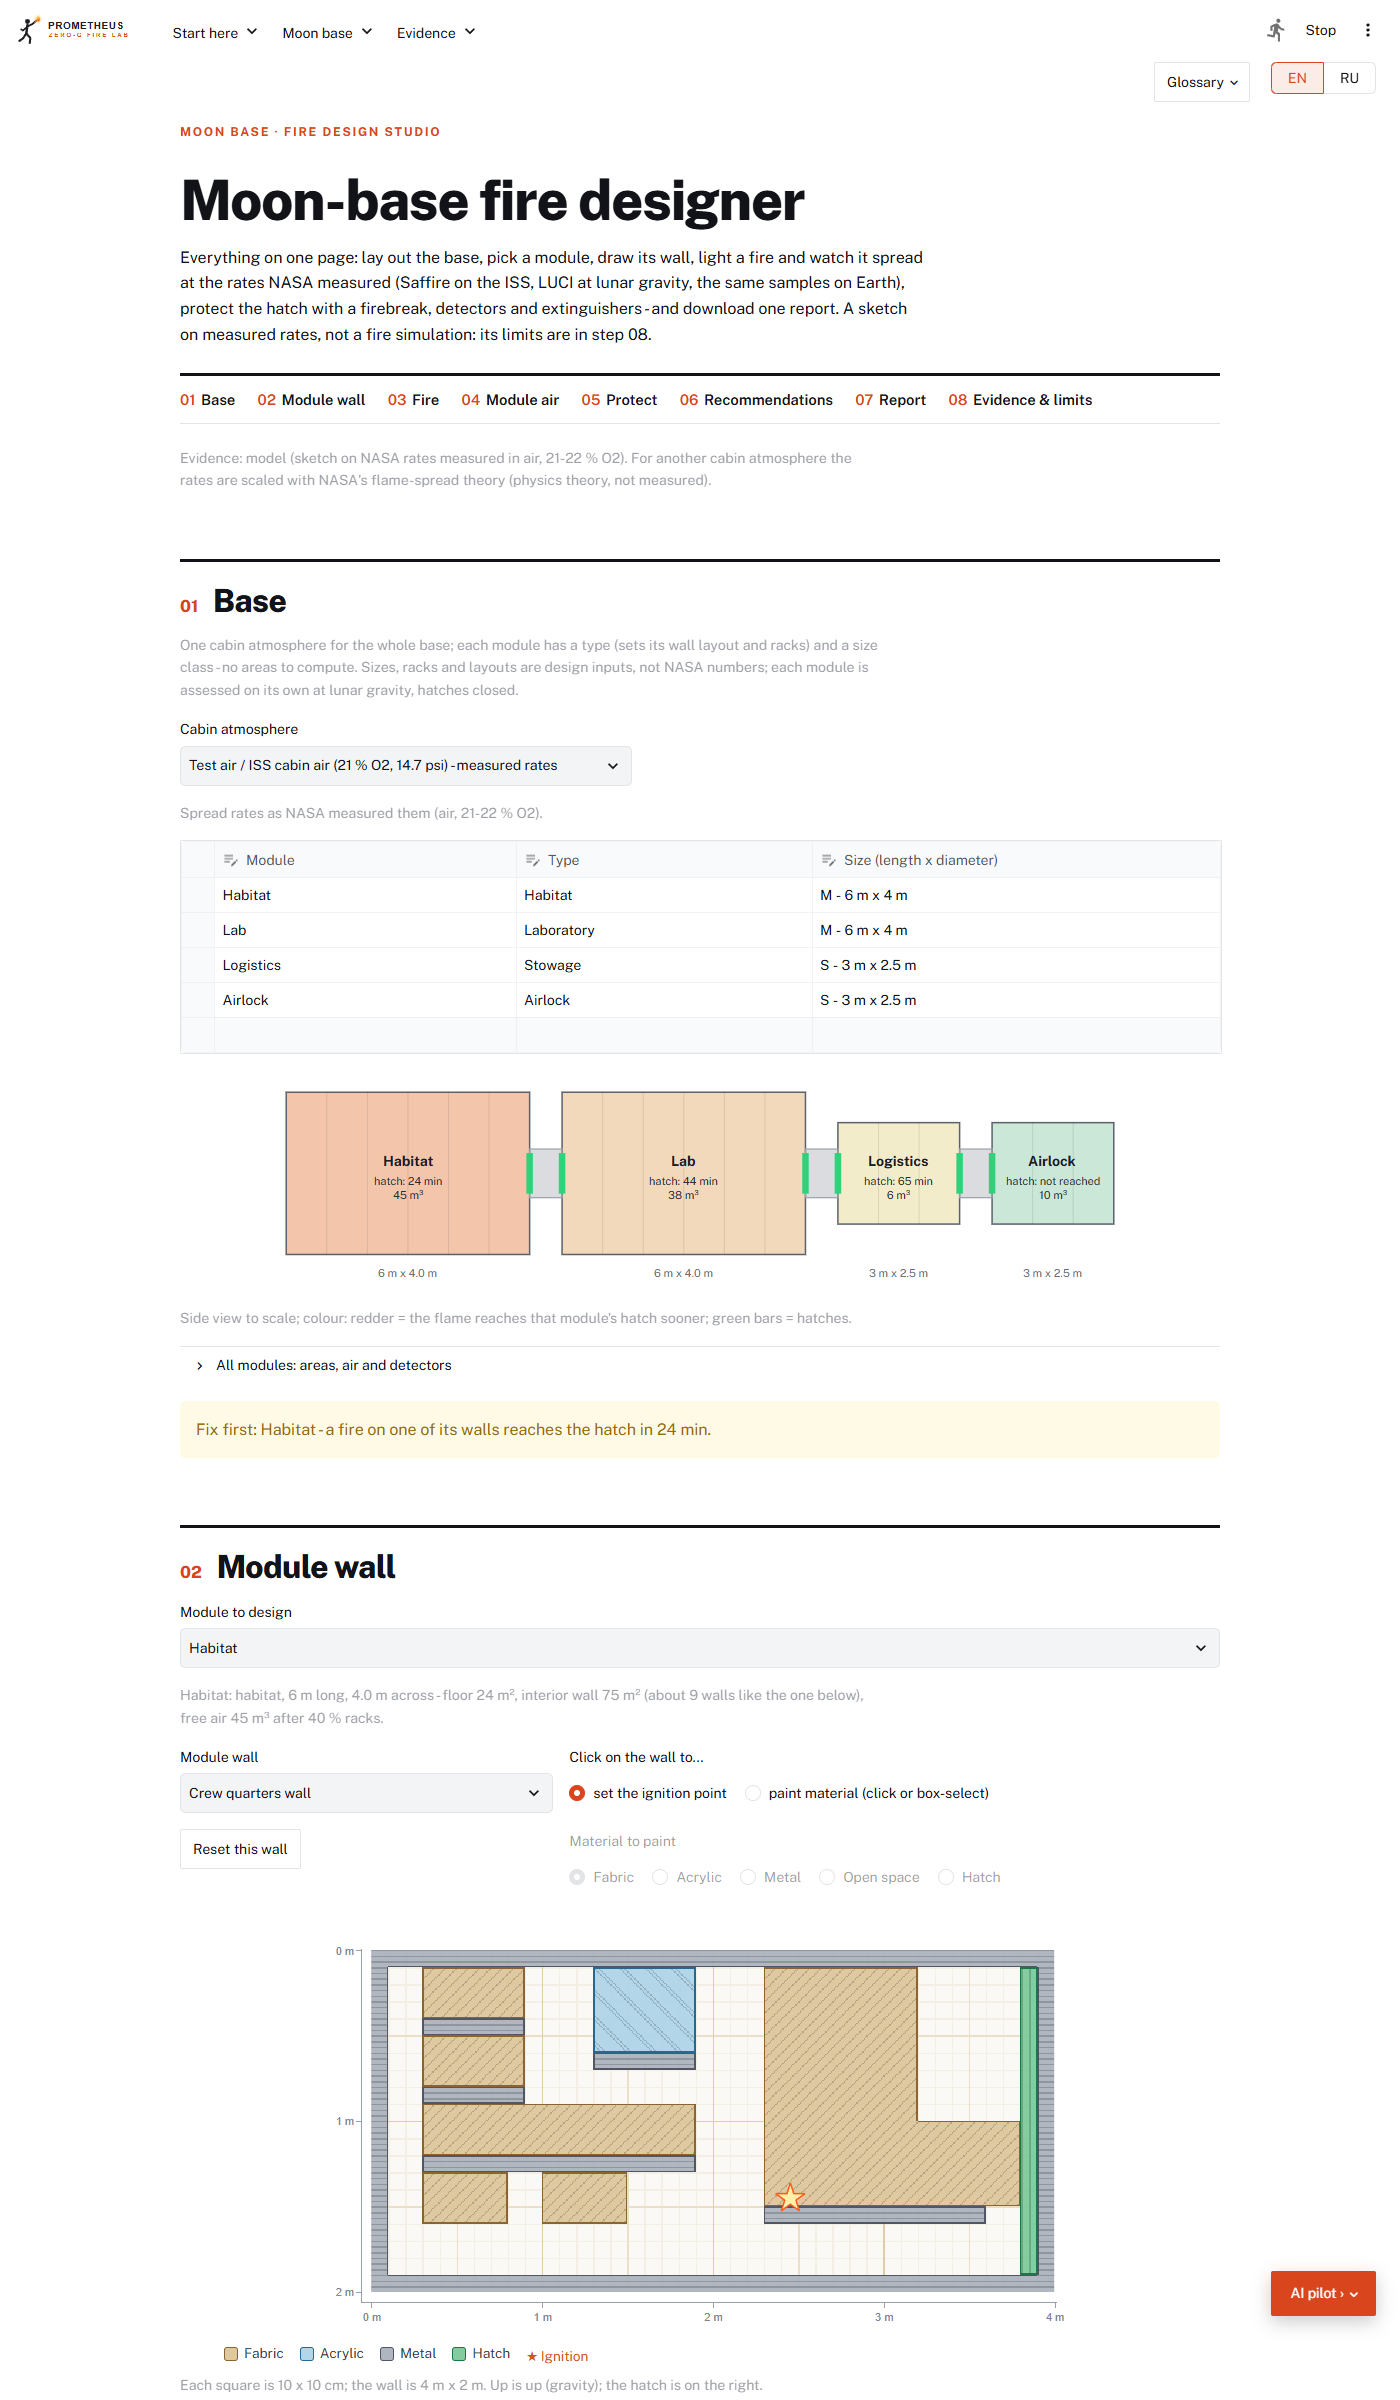 PROMETHEUS
ZERO-G FIRE LAB
Start here
Moon base
Evidence
Stop
Glossary
EN
RU
MOON BASE · FIRE DESIGN STUDIO
Moon-base fire designer
Everything on one page: lay out the base, pick a module, draw its wall, light a fire and watch it spread
at the rates NASA measured (Saffire on the ISS, LUCI at lunar gravity, the same samples on Earth),
protect the hatch with a firebreak, detectors and extinguishers - and download one report. A sketch
on measured rates, not a fire simulation: its limits are in step 08.
01 Base 02 Module wall 03 Fire 04 Module air 05 Protect 06 Recommendations 07 Report 08 Evidence & limits
Evidence: model (sketch on NASA rates measured in air, 21-22 % O2). For another cabin atmosphere the
rates are scaled with NASA's flame-spread theory (physics theory, not measured).
01 Base
One cabin atmosphere for the whole base; each module has a type (sets its wall layout and racks) and a size
class - no areas to compute. Sizes, racks and layouts are design inputs, not NASA numbers; each module is
assessed on its own at lunar gravity, hatches closed.
Cabin atmosphere
Test air / ISS cabin air (21 % O2, 14.7 psi) - measured rates
Spread rates as NASA measured them (air, 21-22 % O2).
Module Type Size (length x diameter)
Habitat Habitat M - 6 m x 4 m
Lab Laboratory M - 6 m x 4 m
Logistics Stowage S - 3 m x 2.5 m
Airlock Airlock S - 3 m x 2.5 m
Habitat
hatch: 24 min
45 m³
Lab
hatch: 44 min
38 m³
Logistics
hatch: 65 min
6 m³
Airlock
hatch: not reached
10 m³
6 m x 4.0 m
6 m x 4.0 m
3 m x 2.5 m
3 m x 2.5 m
Side view to scale; colour: redder = the flame reaches that module's hatch sooner; green bars = hatches.
All modules: areas, air and detectors
Fix first: Habitat - a fire on one of its walls reaches the hatch in 24 min.
02 Module wall
Module to design
Habitat
Habitat: habitat, 6 m long, 4.0 m across - floor 24 m², interior wall 75 m² (about 9 walls like the one below),
free air 45 m³ after 40 % racks.
Module wall
Crew quarters wall
Reset this wall
Click on the wall to...
set the ignition point
paint material (click or box-select)
Material to paint
Fabric Acrylic Metal Open space Hatch
0 m
1 m
2 m
0 m
1 m
2 m
3 m
4 m
Fabric Acrylic Metal Hatch ★ Ignition
Each square is 10 x 10 cm; the wall is 4 m x 2 m. Up is up (gravity); the hatch is on the right.
AI pilot ›